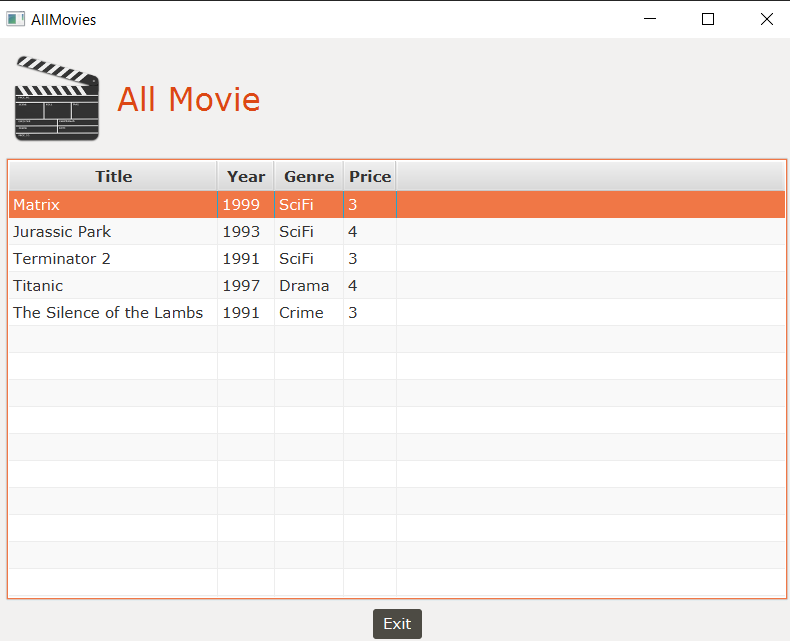 AllMovies
All Movie
Title Year Genre Price
Matrix 1999 SciFi 3
Jurassic Park 1993 SciFi 4
Terminator 2 1991 SciFi 3
Titanic 1997 Drama 4
The Silence of the Lambs 1991 Crime 3
Exit